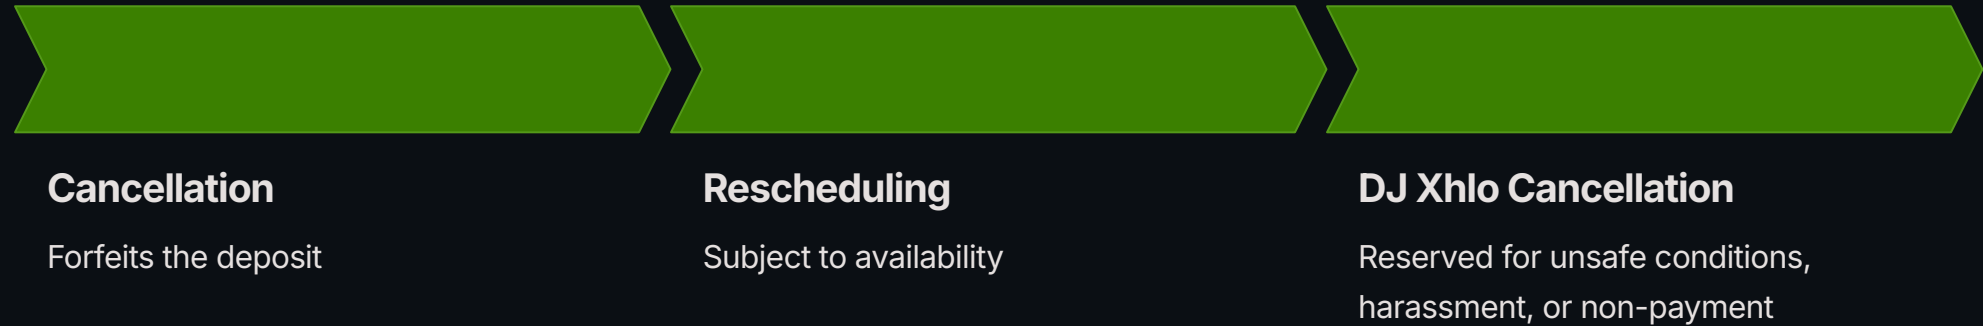 Cancellation
Forfeits the deposit
Rescheduling
Subject to availability
DJ Xhlo Cancellation
Reserved for unsafe conditions,
harassment, or non-payment